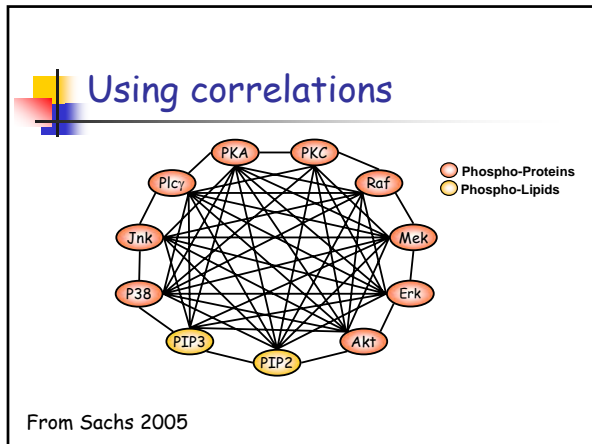 Using correlations
PKA
PKC
Plcγ
Raf
Phospho-Proteins
Phospho-Lipids
Jnk
Mek
P38
Erk
PIP3
Akt
PIP2
From Sachs 2005